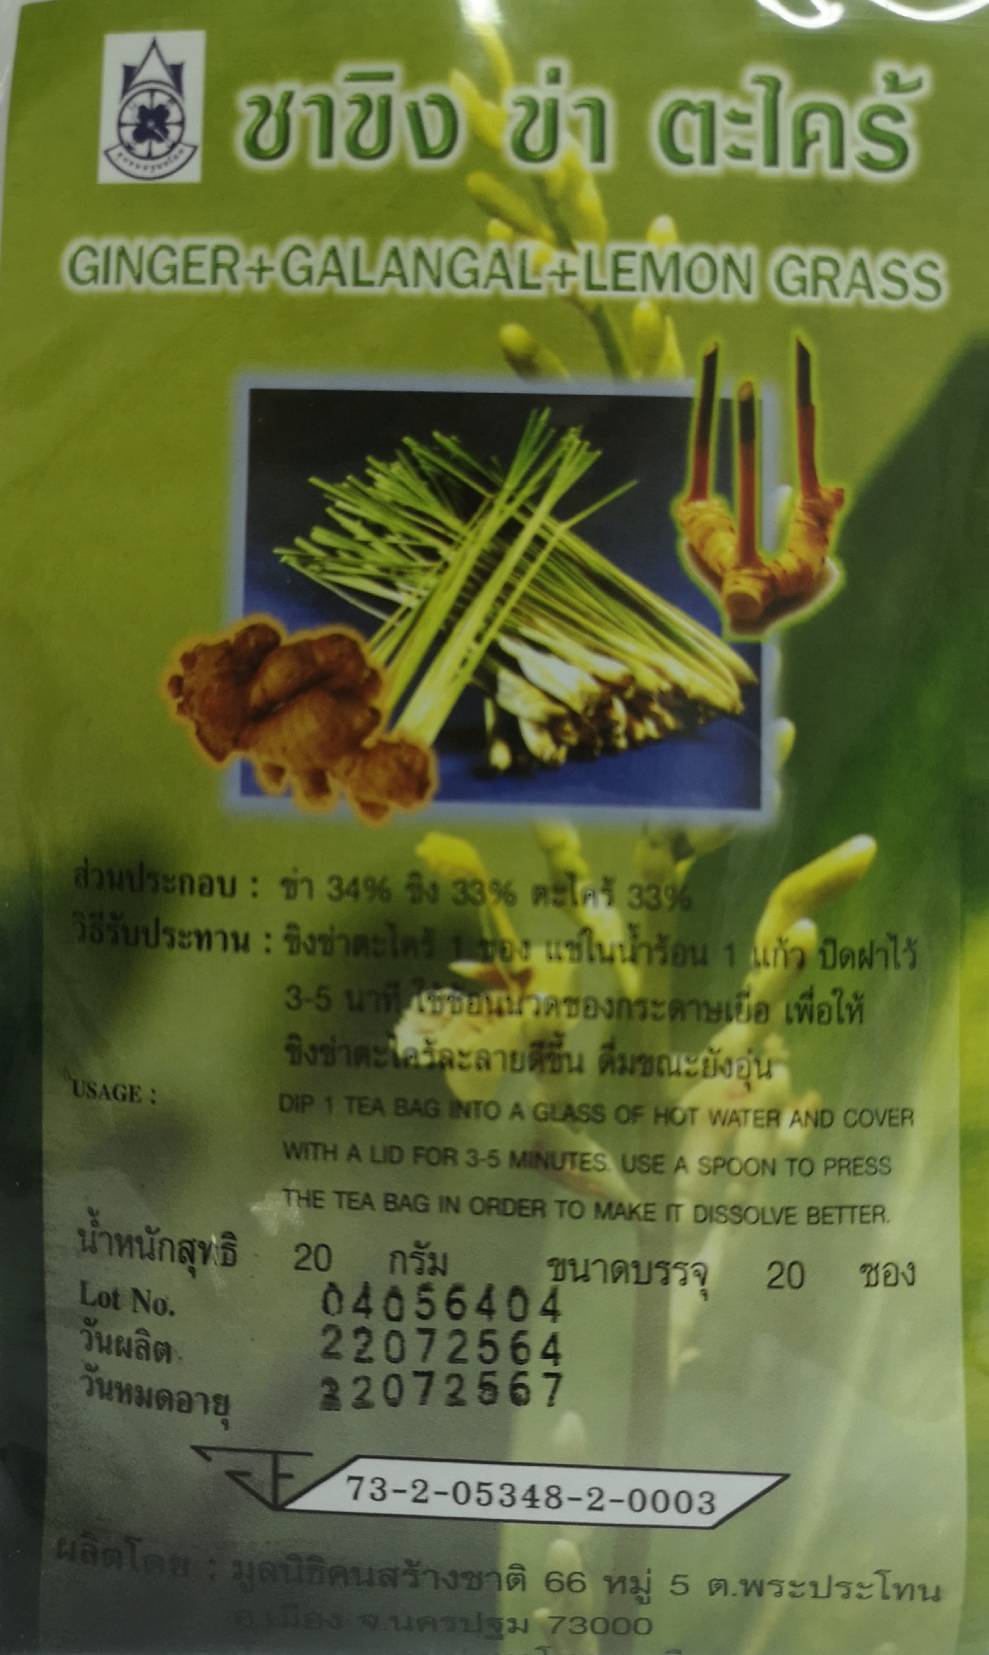 ชาขิง ข่า ตะไคร้
GINGER+GALANGAL+LEMON GRASS
ส่วนประกอบ : ข่า 34% ขิง 33% ตะไคร้ 33%
วิธีรับประทาน : ขิงข่าตะไคร้ 1 ซอง แช่ในน้ำร้อน 1 แก้ว ปิดฝาไว้
3-5 นาที ใช้ช้อนนวดซองกระดาษเยื่อ เพื่อให้
ขิงข่าตะไคร้ละลายดีขึ้น ดื่มขณะยังอุ่น
USAGE : DIP 1 TEA BAG INTO A GLASS OF HOT WATER AND COVER
WITH A LID FOR 3-5 MINUTES. USE A SPOON TO PRESS
THE TEA BAG IN ORDER TO MAKE IT DISSOLVE BETTER.
น้ำหนักสุทธิ 20 กรัม ขนาดบรรจุ 20 ซอง
Lot No. 04056404
วันผลิต 22072564
วันหมดอายุ 22072567
73-2-05348-2-0003
ผลิตโดย : มูลนิธิคนสร้างชาติ 66 หมู่ 5 ต.พระประโทน
อ.เมือง จ.นครปฐม 73000